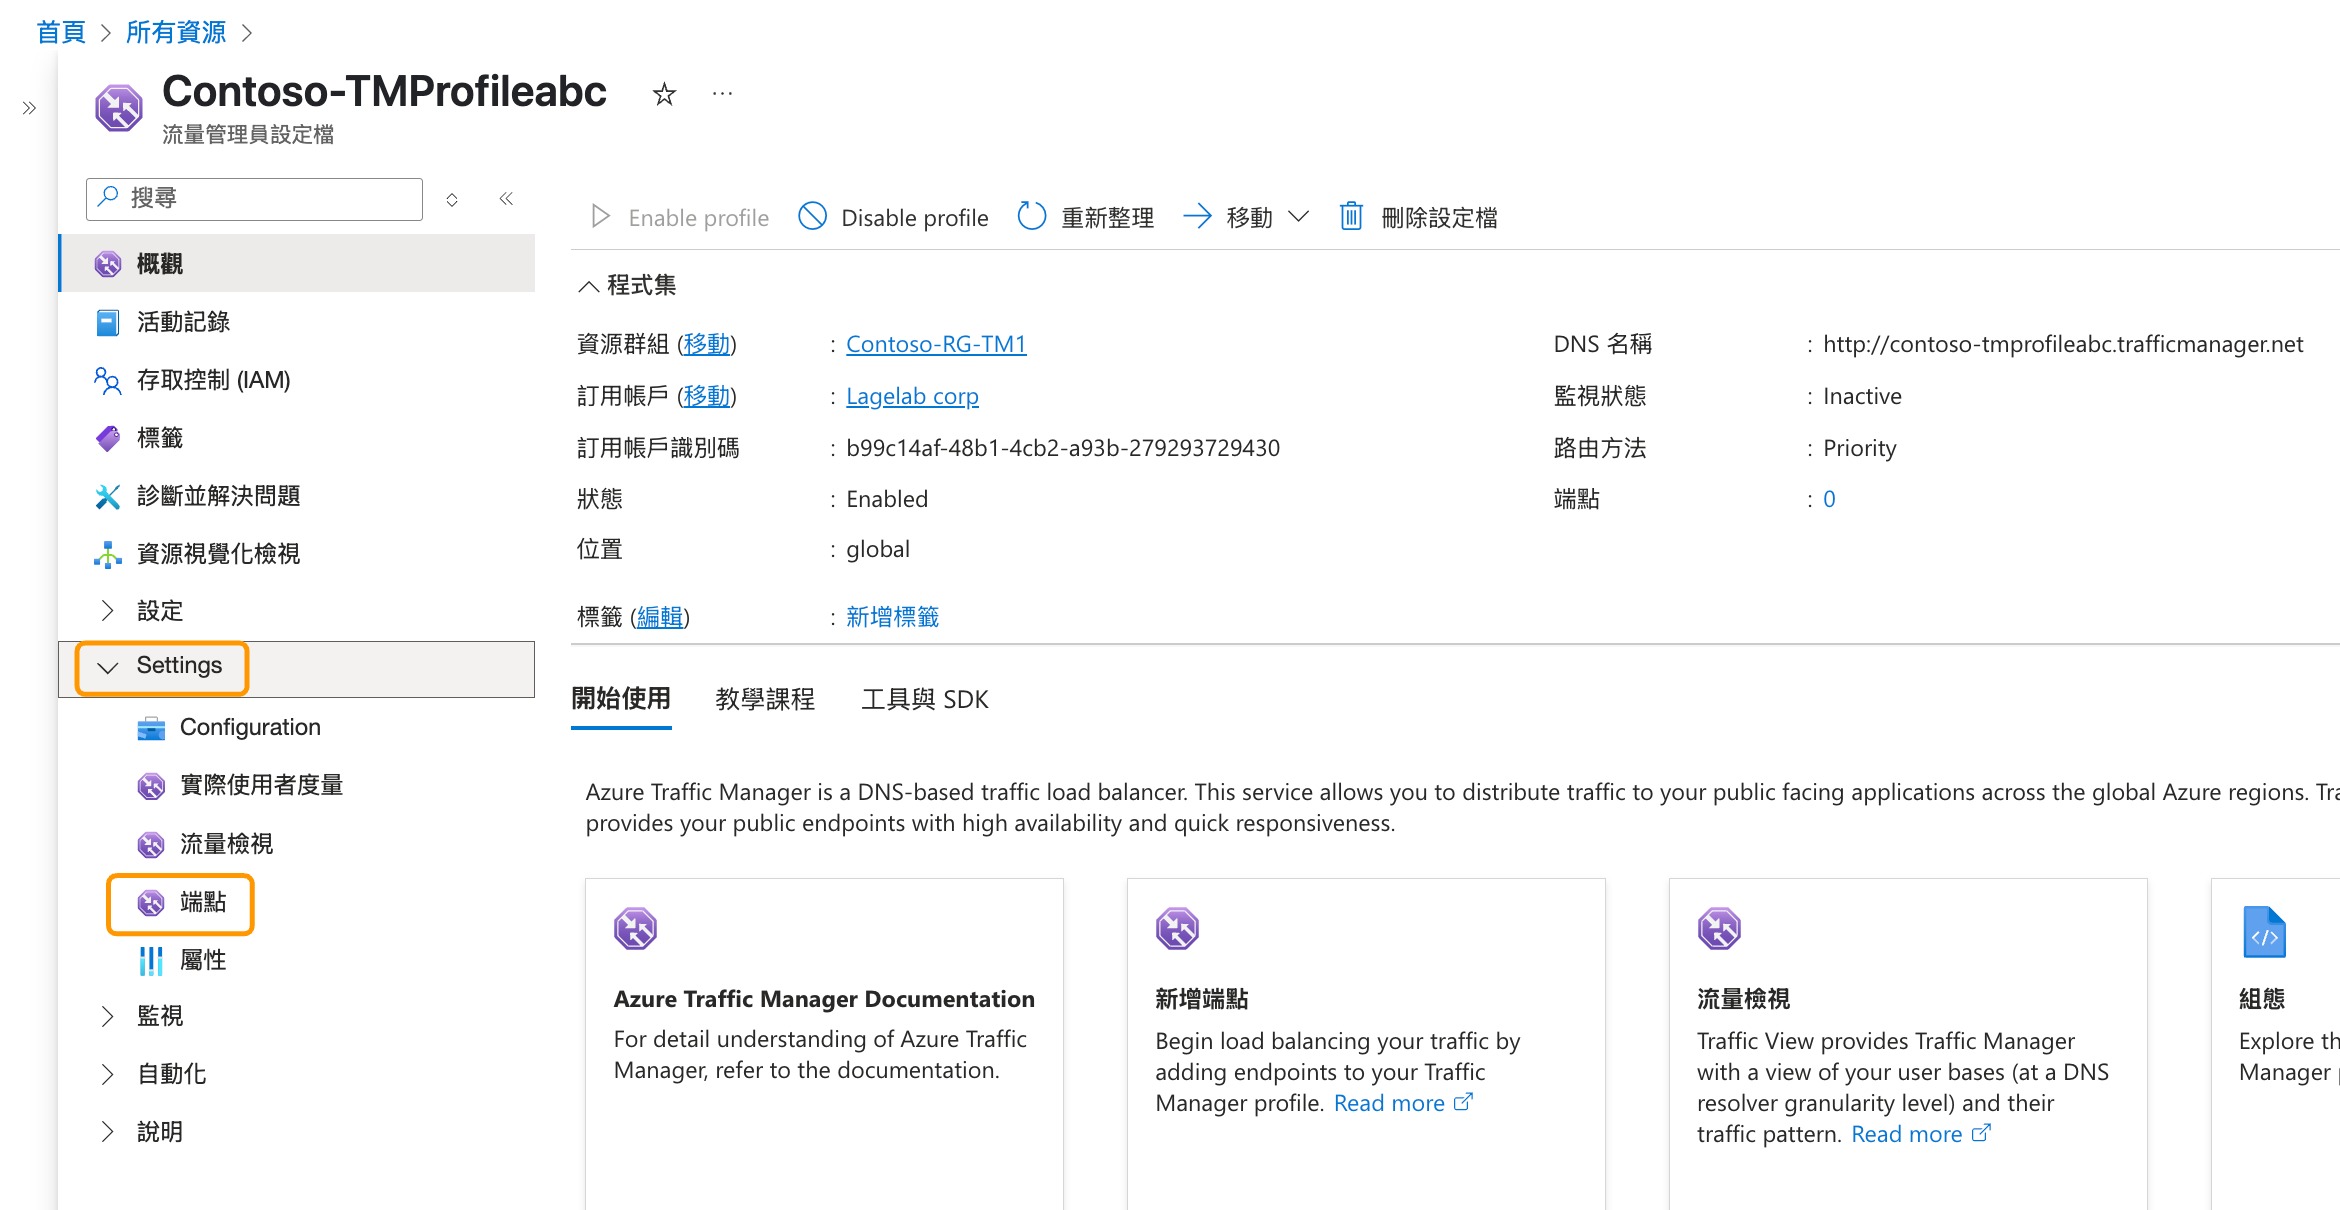 首頁 > 所有資源 >
Contoso-TMProfileabc
流量管理員設定檔
搜尋
概觀
活動記錄
存取控制 (IAM)
標籤
診斷並解決問題
資源視覺化檢視
設定
Settings
Configuration
實際使用者度量
流量檢視
端點
屬性
監視
自動化
說明
Enable profile Disable profile 重新整理 移動 刪除設定檔
程式集
資源群組 (移動) : Contoso-RG-TM1
訂用帳戶 (移動) : Lagelab corp
訂用帳戶識別碼 : b99c14af-48b1-4cb2-a93b-279293729430
狀態 : Enabled
位置 : global
標籤 (編輯) : 新增標籤
DNS 名稱 : http://contoso-tmprofileabc.trafficmanager.net
監視狀態 : Inactive
路由方法 : Priority
端點 : 0
開始使用 教學課程 工具與 SDK
Azure Traffic Manager is a DNS-based traffic load balancer. This service allows you to distribute traffic to your public facing applications across the global Azure regions.
provides your public endpoints with high availability and quick responsiveness.
Azure Traffic Manager Documentation
For detail understanding of Azure Traffic
Manager, refer to the documentation.
新增端點
Begin load balancing your traffic by
adding endpoints to your Traffic
Manager profile. Read more
流量檢視
Traffic View provides Traffic Manager
with a view of your user bases (at a DNS
resolver granularity level) and their
traffic pattern. Read more
組態
Explore
Manager